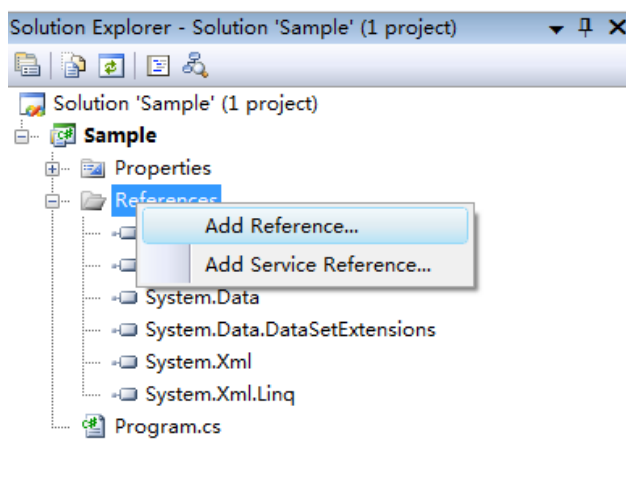 Solution Explorer - Solution 'Sample' (1 project)
Solution 'Sample' (1 project)
Sample
Properties
References
Add Reference...
Add Service Reference...
System.Data
System.Data.DataSetExtensions
System.Xml
System.Xml.Linq
Program.cs